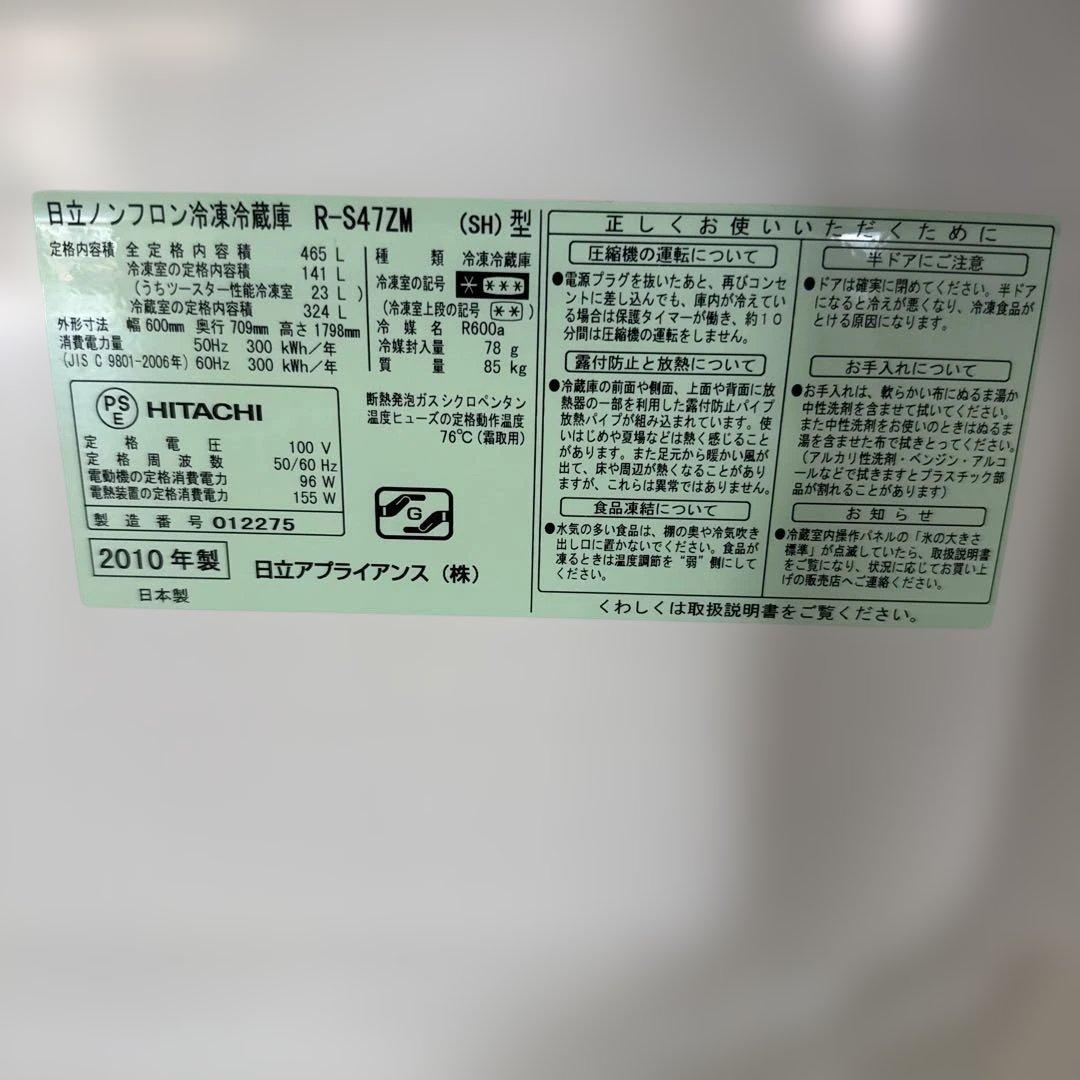 日立ノンフロン冷凍冷蔵庫 R-S47ZM (SH) 型
定格内容積 全定格内容積 465 L
冷凍室の定格内容積 141 L
(うちツースター性能冷凍室 23 L )
冷蔵室の定格内容積 324 L
外形寸法 幅 600mm 奥行 709mm 高さ 1798mm
消費電力量 50Hz 300 kWh/年
(JIS C 9801-2006年) 60Hz 300 kWh/年
種類 冷凍冷蔵庫
冷凍室の記号 * ***
(冷凍室上段の記号 ** )
冷媒名 R600a
冷媒封入量 78 g
質量 85 kg
PS
E
HITACHI
定格電圧 100 V
定格周波数 50/60 Hz
電動機の定格消費電力 96 W
電熱装置の定格消費電力 155 W
製造番号 012275
断熱発泡ガス シクロペンタン
温度ヒューズの定格動作温度
76℃ (霜取用)
G
2010 年製
日立アプライアンス (株)
日本製
正しくお使いいただくために
圧縮機の運転について
●電源プラグを抜いたあと、再びコンセ
ントに差し込んでも、庫内が冷えてい
る場合は保護タイマーが働き、約10
分間は圧縮機の運転をしません。
露付防止と放熱について
●冷蔵庫の前面や側面、上面や背面に放
熱器の一部を利用した露付防止パイプ
放熱パイプが組み込まれています。使
いはじめや夏場などは熱く感じること
があります。また足元から暖かい風が
出て、床や周辺が熱くなることがあり
ますが、これらは異常ではありません。
食品凍結について
●水気の多い食品は、棚の奥や冷気吹き
出し口に置かないでください。食品が
凍るときは温度調節を“弱”側にして
ください。
半ドアにご注意
●ドアは確実に閉めてください。半ドア
になると冷えが悪くなり、冷凍食品が
とける原因になります。
お手入れについて
●お手入れは、軟らかい布にぬるま湯か
中性洗剤を含ませて拭いてください。
また中性洗剤をお使いのときはぬるま
湯を含ませた布で拭きとってください。
(アルカリ性洗剤・ベンジン・アルコ
ールなどで拭きますとプラスチック部
品が割れることがあります)
お知らせ
●冷蔵室内操作パネルの「氷の大きさ
標準」が点滅していたら、取扱説明書
をご覧になり、状況に応じてお買い上
げの販売店へご連絡ください。
くわしくは取扱説明書をご覧ください。